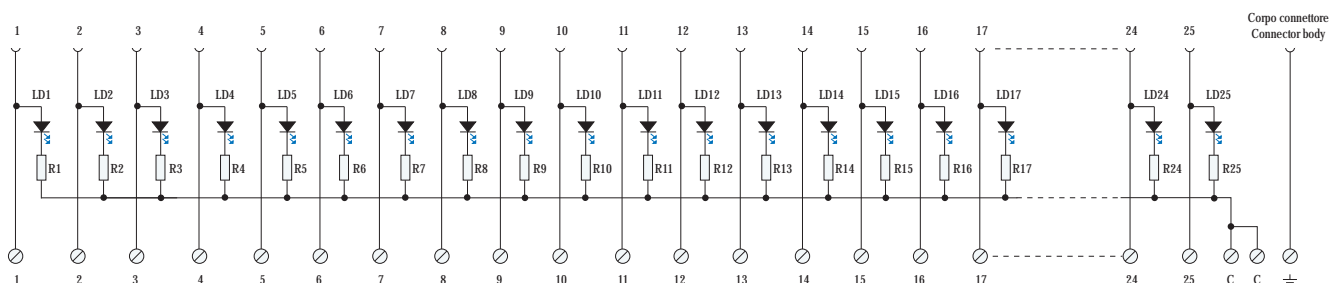 Corpo connettore
Connector body
1 2 3 4 5 6 7 8 9 10 11 12 13 14 15 16 17 24 25
LD1 LD2 LD3 LD4 LD5 LD6 LD7 LD8 LD9 LD10 LD11 LD12 LD13 LD14 LD15 LD16 LD17 LD24 LD25
R1 R2 R3 R4 R5 R6 R7 R8 R9 R10 R11 R12 R13 R14 R15 R16 R17 R24 R25
1 2 3 4 5 6 7 8 9 10 11 12 13 14 15 16 17 24 25 C C